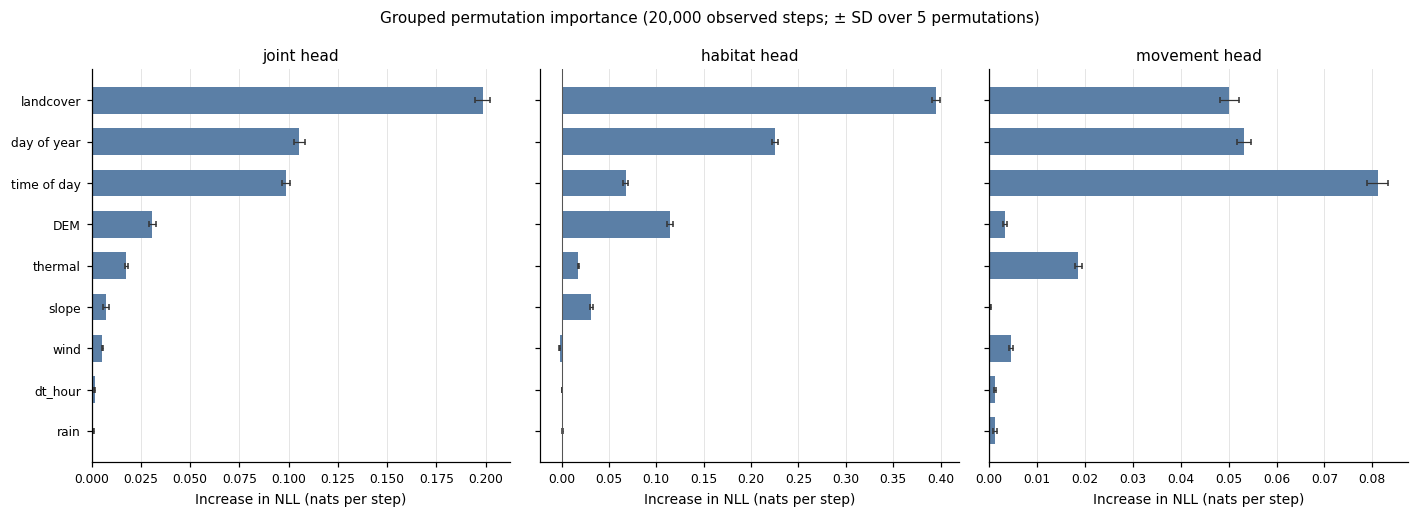 Grouped permutation importance (20,000 observed steps; ± SD over 5 permutations)
joint head
habitat head
movement head
landcover
day of year
time of day
DEM
thermal
slope
wind
dt_hour
rain
0.000 0.025 0.050 0.075 0.100 0.125 0.150 0.175 0.200
0.00 0.05 0.10 0.15 0.20 0.25 0.30 0.35 0.40
0.00 0.01 0.02 0.03 0.04 0.05 0.06 0.07 0.08
Increase in NLL (nats per step)
Increase in NLL (nats per step)
Increase in NLL (nats per step)